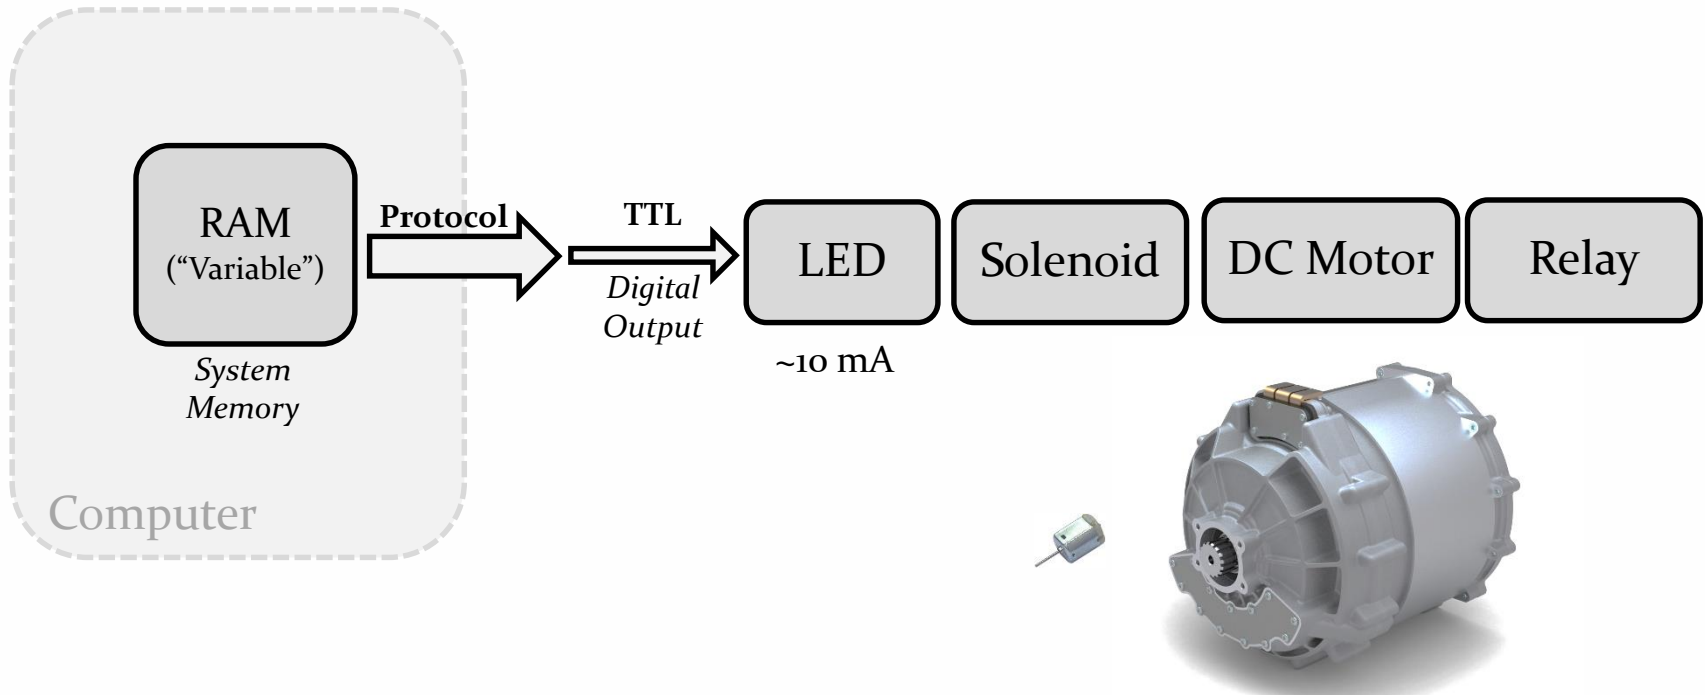 RAM
(“Variable”)
System
Memory
Computer
Protocol
TTL
Digital
Output
LED
~10 mA
Solenoid
DC Motor
Relay